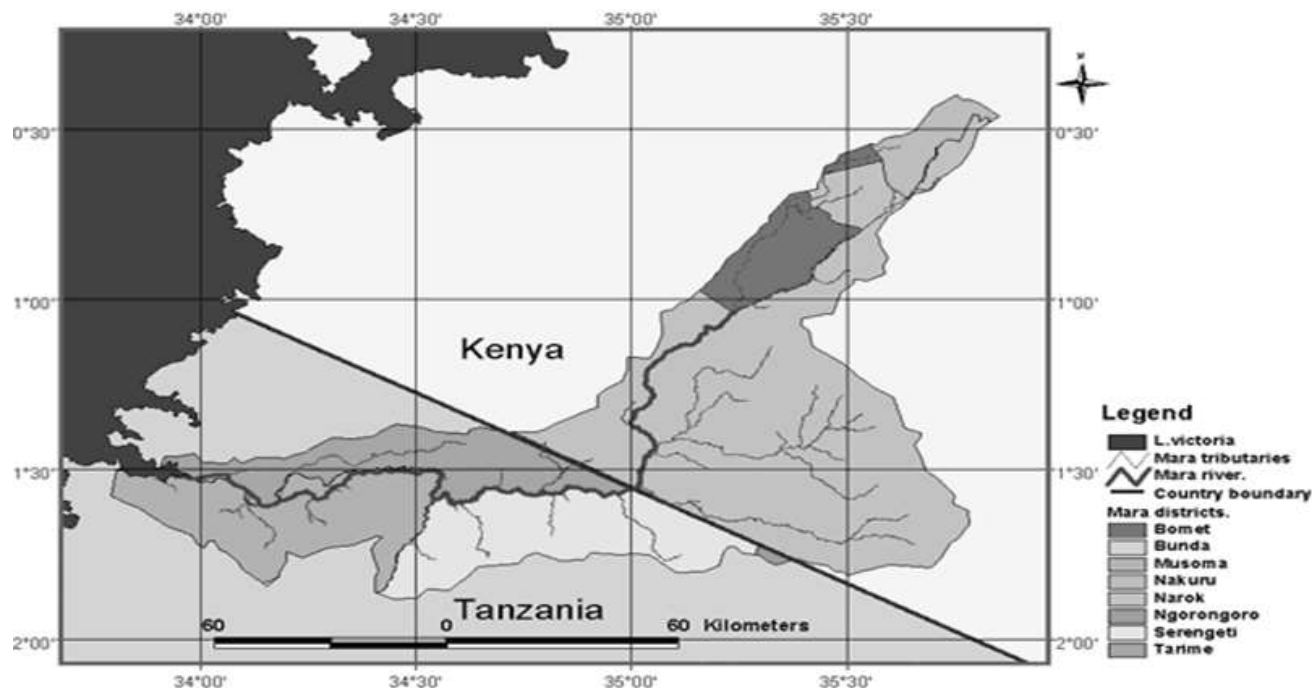 34°00' 34°30' 35°00' 35°30'
0°30' 0°30'
1°00' 1°00'
Kenya
1°30' 1°30'
Tanzania
60 0 60 Kilometers
2°00' 2°00'
34°00' 34°30' 35°00' 35°30'
Legend
L.victoria
Mara tributaries
Mara river.
Country boundary
Mara districts.
Bomet
Bunda
Musoma
Nakuru
Narok
Ngorongoro
Serengeti
Tarime